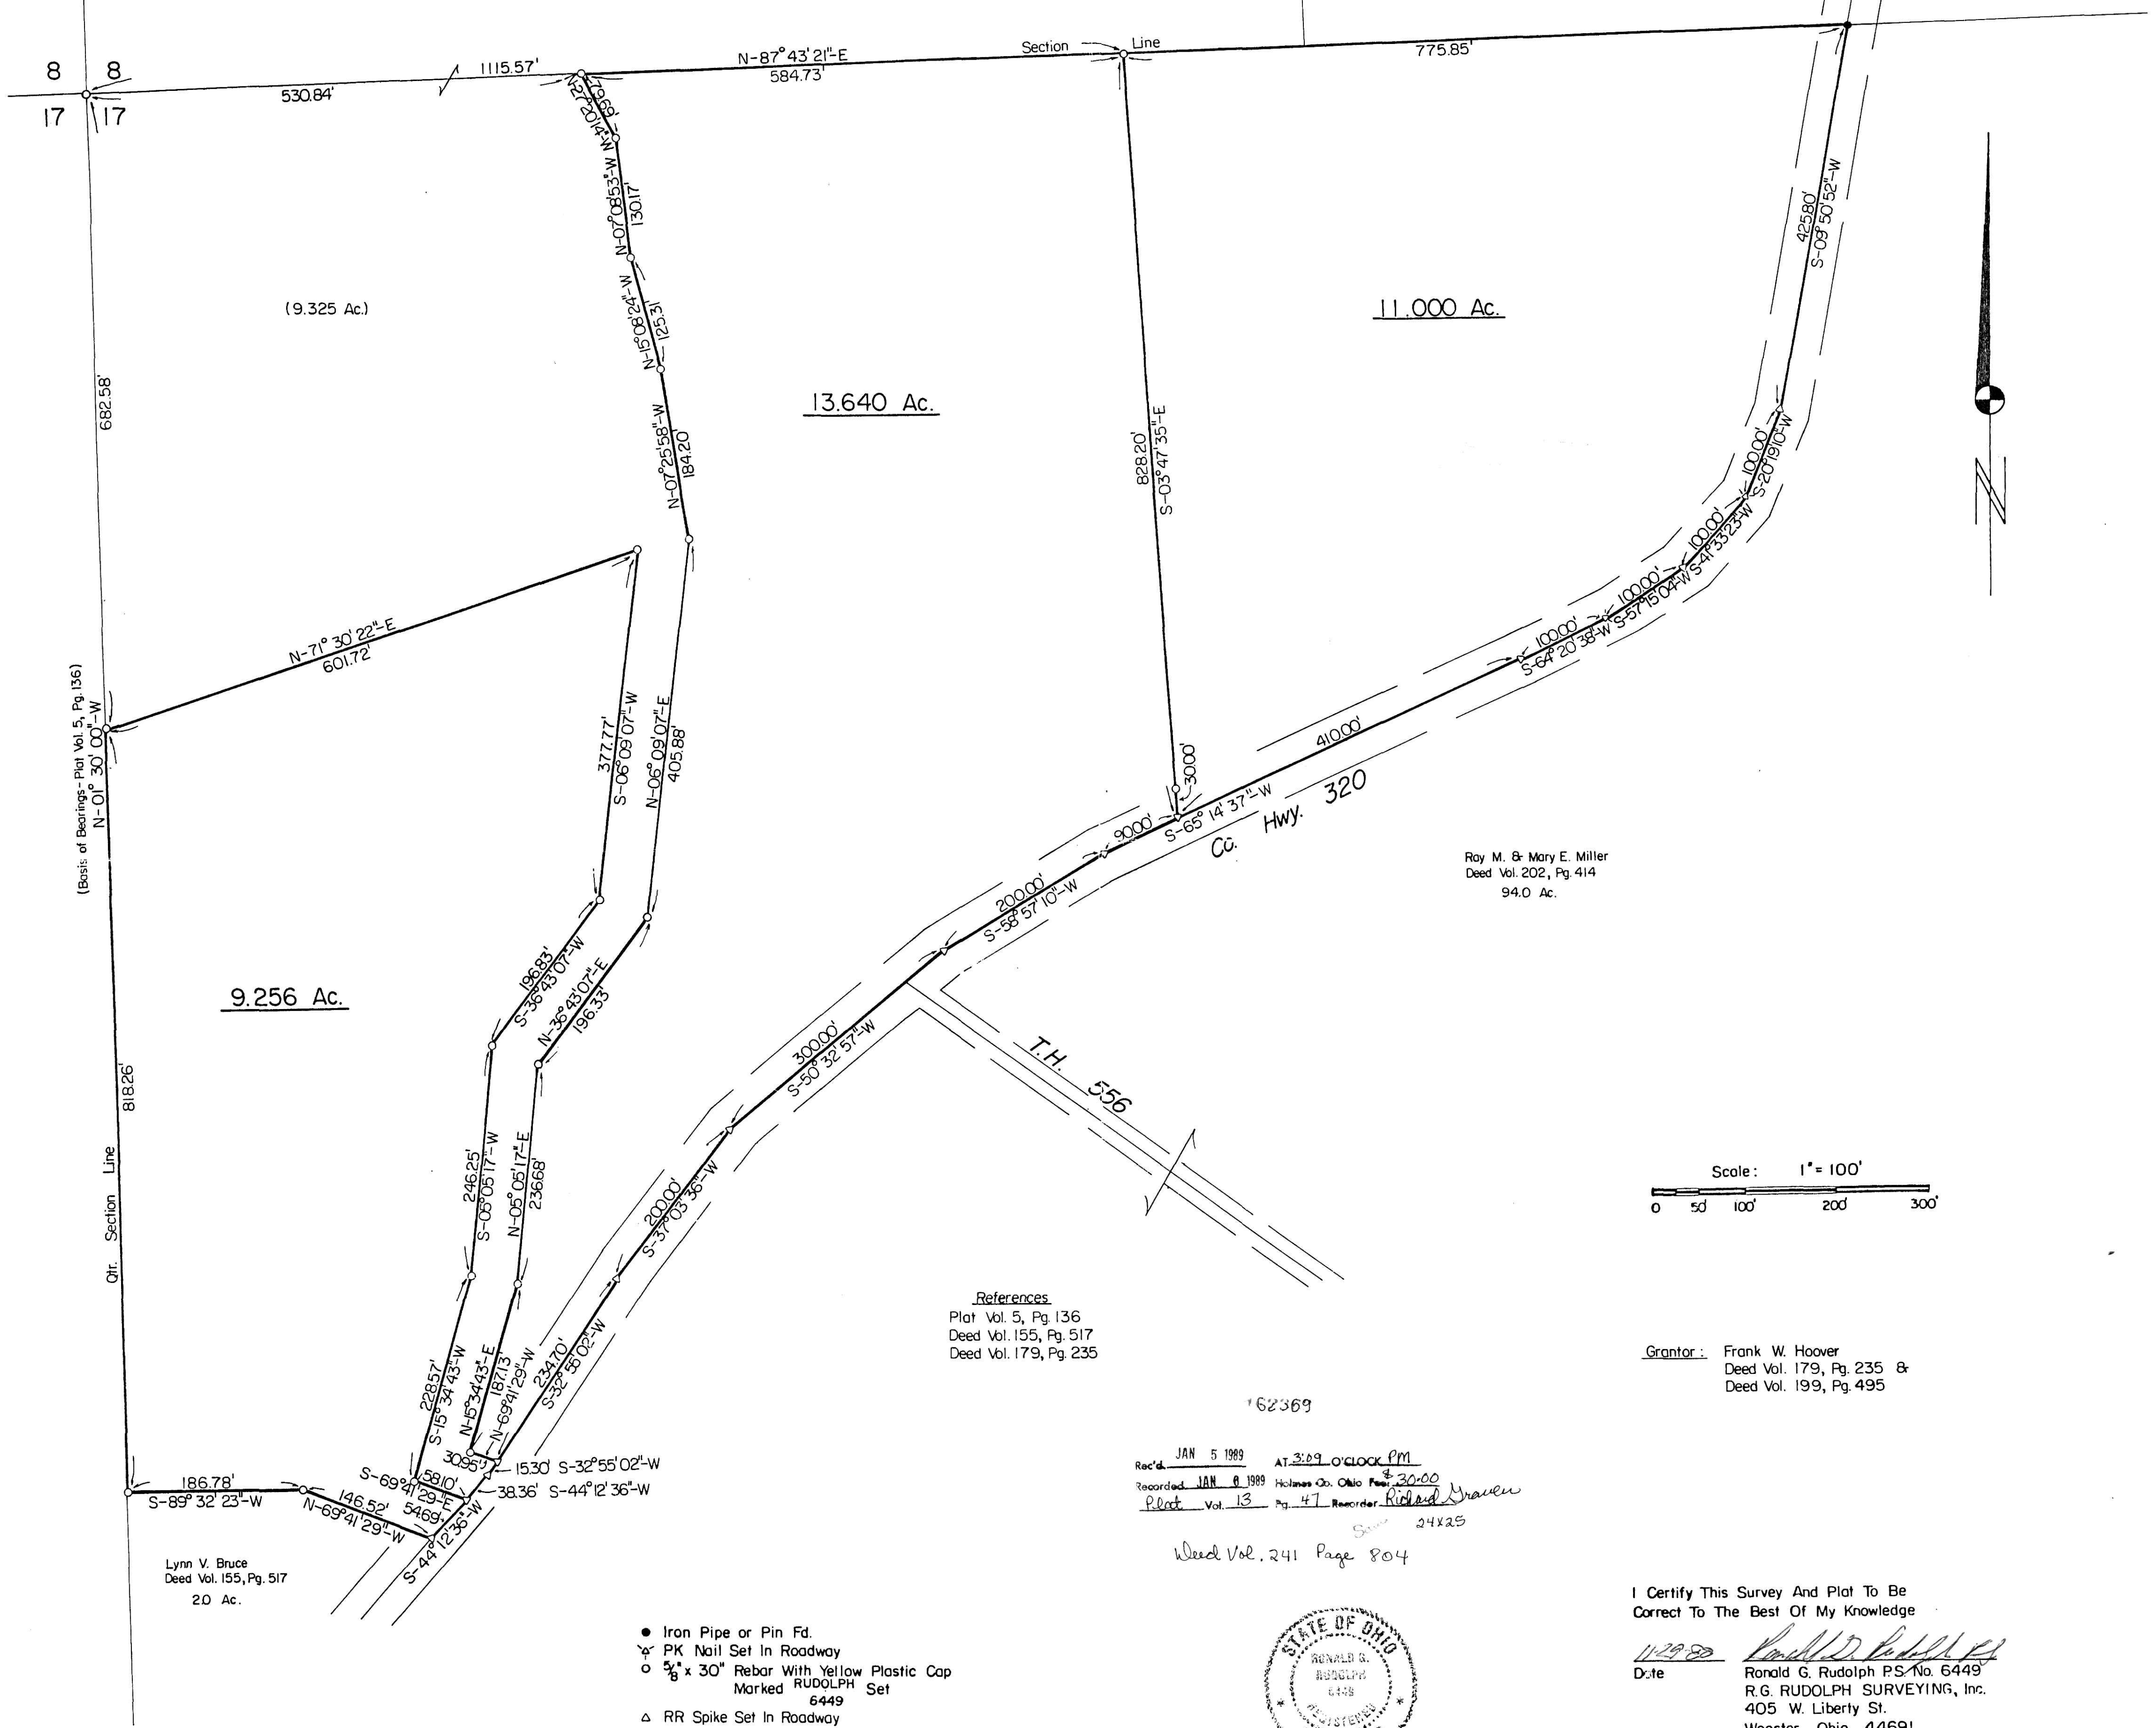 8 8
17 17
530.84'
1115.57'
N-87°43'21"-E
584.73'
Section Line
775.85'
79.69'
N-27°20'14"-W
N-07°08'53"-W
130.17'
N-15°08'24"-W
125.31'
N-07°25'58"-W
184.20'
(9.325 Ac.)
13.640 Ac.
11.000 Ac.
682.58'
828.20'
S-03°47'35"-E
30.00'
425.80'
S-09°50'52"-W
100.00'
S-20°19'10"-W
100.00'
S-41°33'23"-W
100.00'
S-57°15'04"-W
100.00'
S-64°20'38"-W
410.00'
S-65°14'37"-W
90.00'
Co. Hwy. 320
N
N-71°30'22"-E
601.72'
(Basis of Bearings-Plat Vol. 5, Pg. 136)
N-01°30'00"-W
377.77'
S-06°09'07"-W
N-06°09'07"-E
405.88'
200.00'
S-58°57'10"-W
Ray M. & Mary E. Miller
Deed Vol. 202, Pg. 414
94.0 Ac.
196.83'
S-36°43'07"-W
N-36°43'07"-E
196.33'
9.256 Ac.
300.00'
S-50°32'57"-W
T.H. 556
818.26'
Qtr. Section Line
246.25'
S-05°05'17"-W
N-05°05'17"-E
236.68'
200.00'
S-37°03'36"-W
Scale: 1"=100'
0 50' 100' 200' 300'
228.57'
S-15°34'43"-W
N-15°34'43"-E
187.13'
N-69°41'29"-W
234.70'
S-32°55'02"-W
30.95'
15.30' S-32°55'02"-W
38.36' S-44°12'36"-W
58.10'
S-69°41'29"-E
54.69'
S-44°12'36"-W
186.78'
S-89°32'23"-W
146.52'
N-69°41'29"-W
Lynn V. Bruce
Deed Vol. 155, Pg. 517
2.0 Ac.
References
Plat Vol. 5, Pg. 136
Deed Vol. 155, Pg. 517
Deed Vol. 179, Pg. 235
Grantor: Frank W. Hoover
Deed Vol. 179, Pg. 235 &
Deed Vol. 199, Pg. 495
62369
Rec'd JAN 5 1989 AT 3:09 O'CLOCK PM
Recorded JAN 6 1989 Holmes Co. Ohio Fee $30.00
Plat Vol. 13 Pg. 47 Recorder Richard Graven
24X25
Deed Vol. 241 Page 804
● Iron Pipe or Pin Fd.
PK Nail Set In Roadway
○ 5/8" x 30" Rebar With Yellow Plastic Cap
Marked RUDOLPH Set
6449
△ RR Spike Set In Roadway
STATE OF OHIO
RONALD G.
RUDOLPH
6449
REGISTERED
I Certify This Survey And Plat To Be
Correct To The Best Of My Knowledge
Date
Ronald G. Rudolph P.S. No. 6449
R.G. RUDOLPH SURVEYING, Inc.
405 W. Liberty St.
Wooster, Ohio 44691